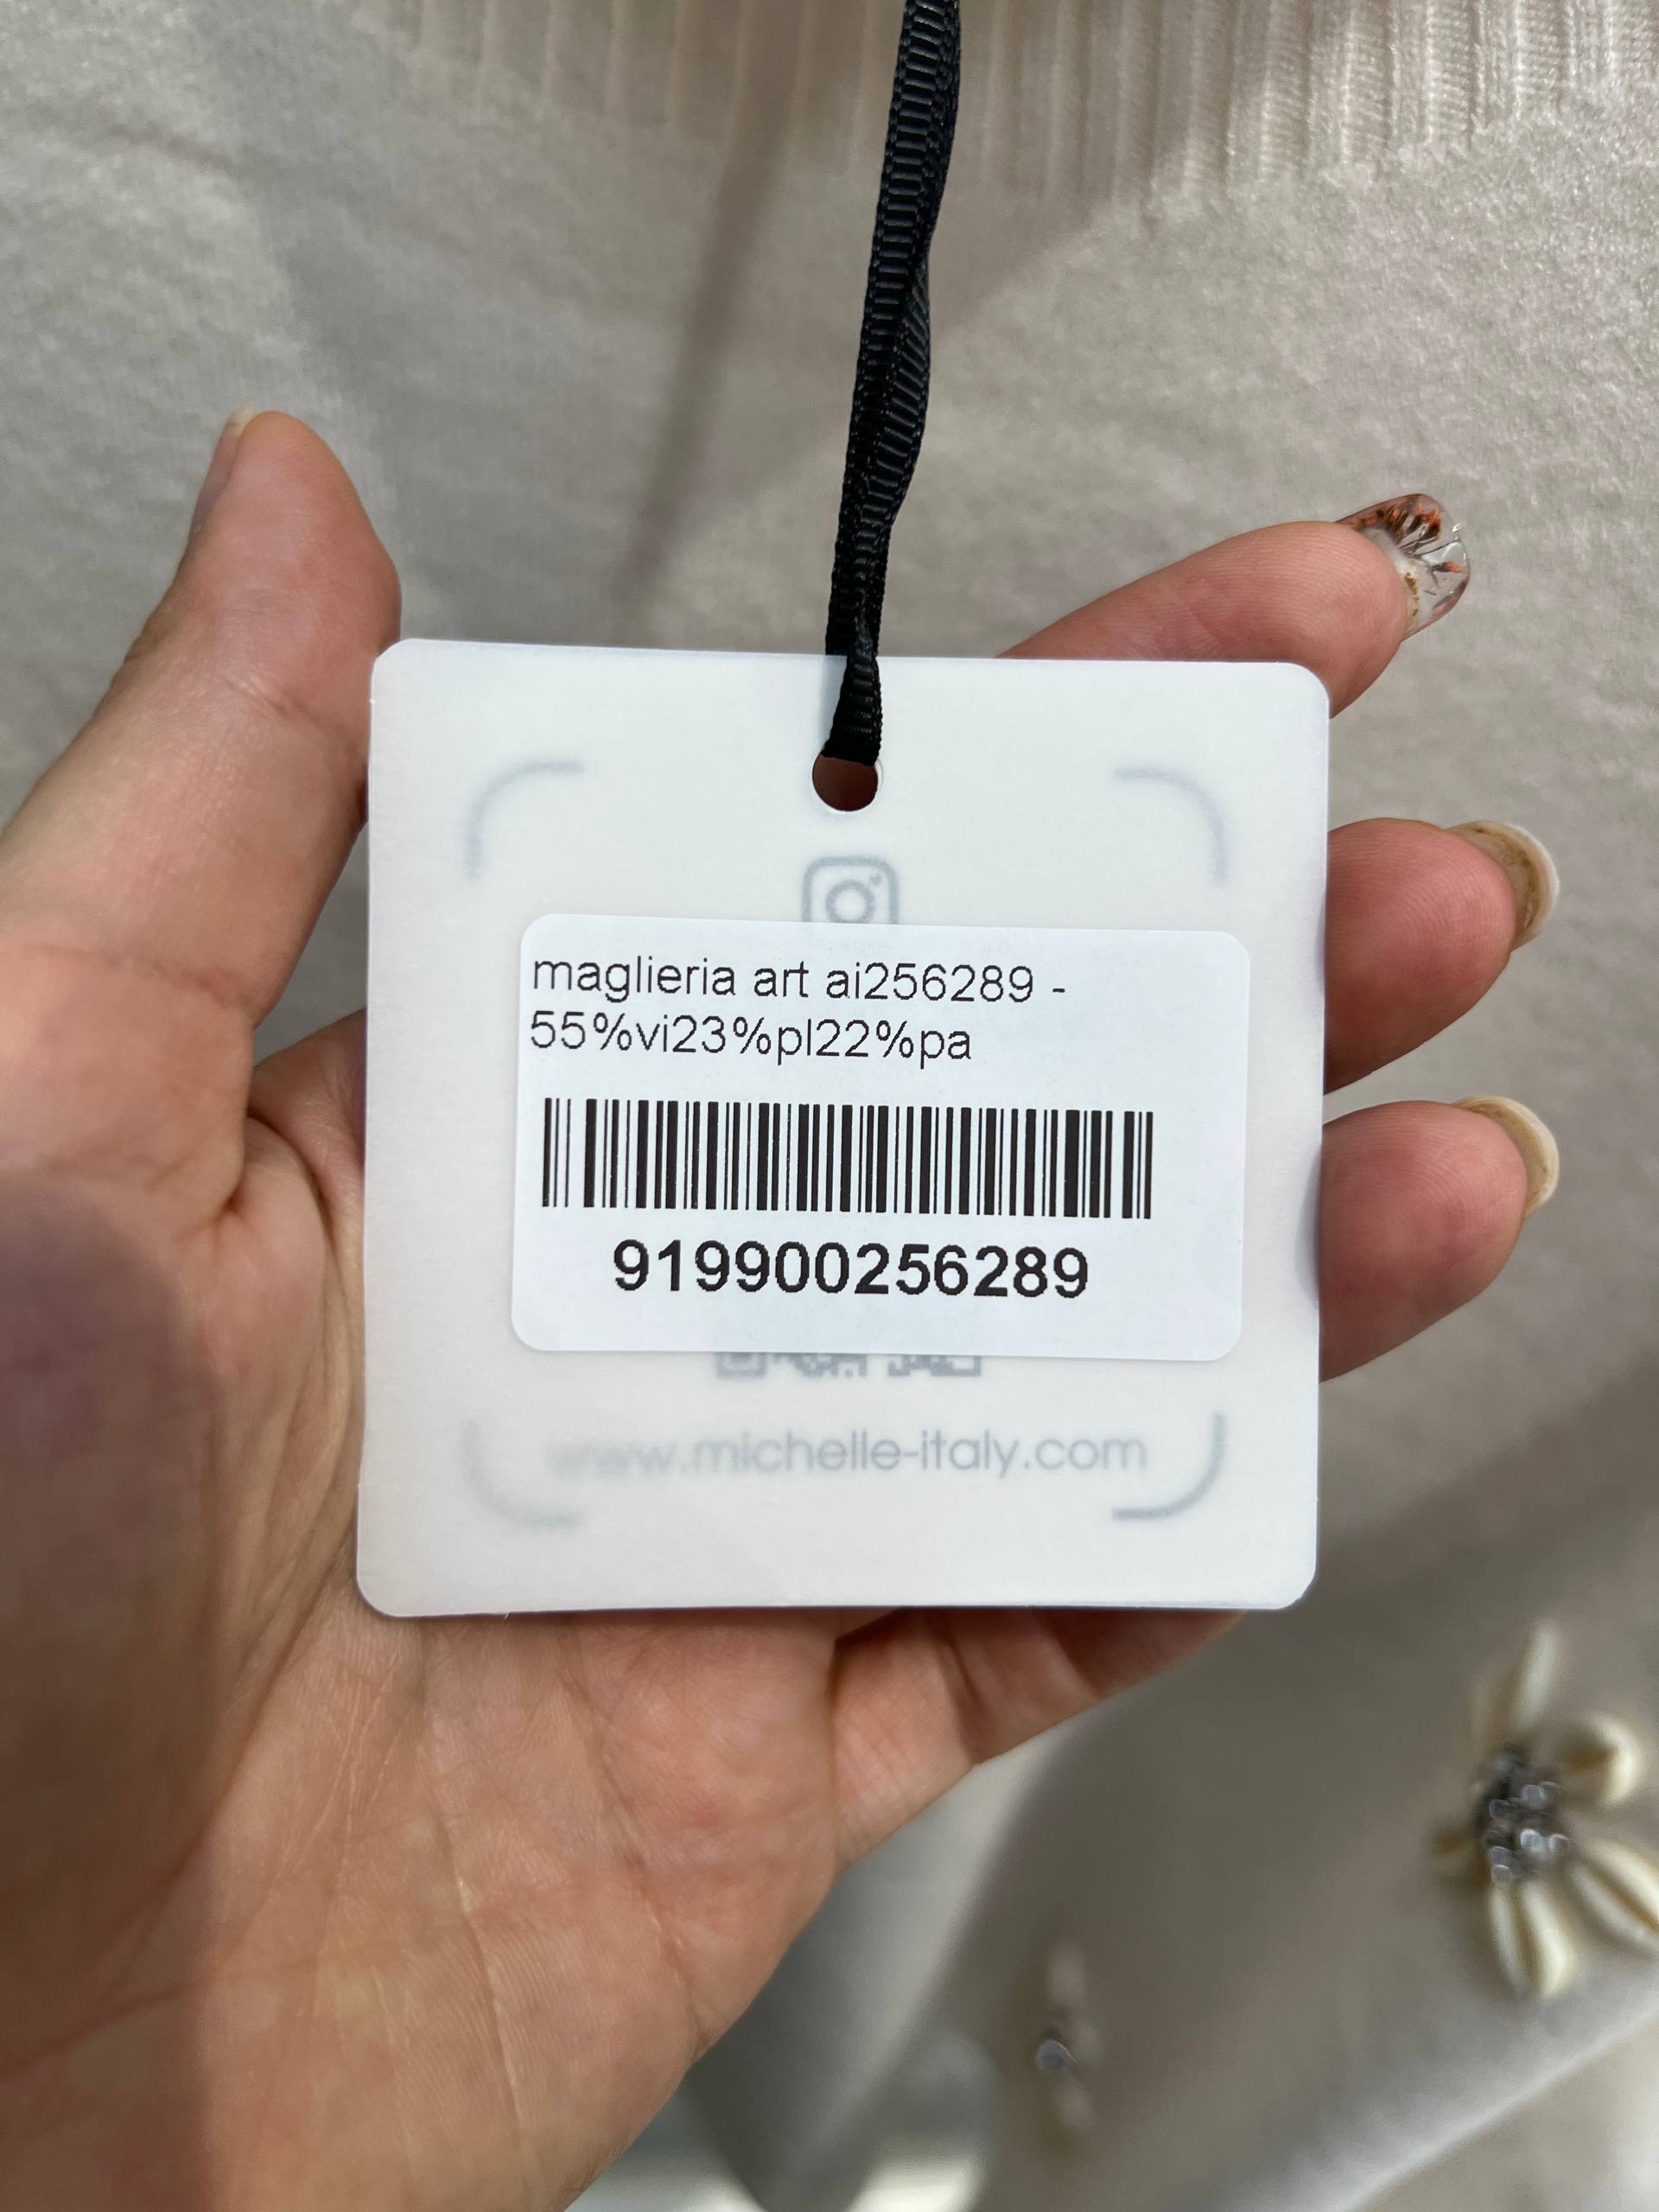 maglieria art ai256289 -
55%vi23%pl22%pa
919900256289
www.michelle-italy.com